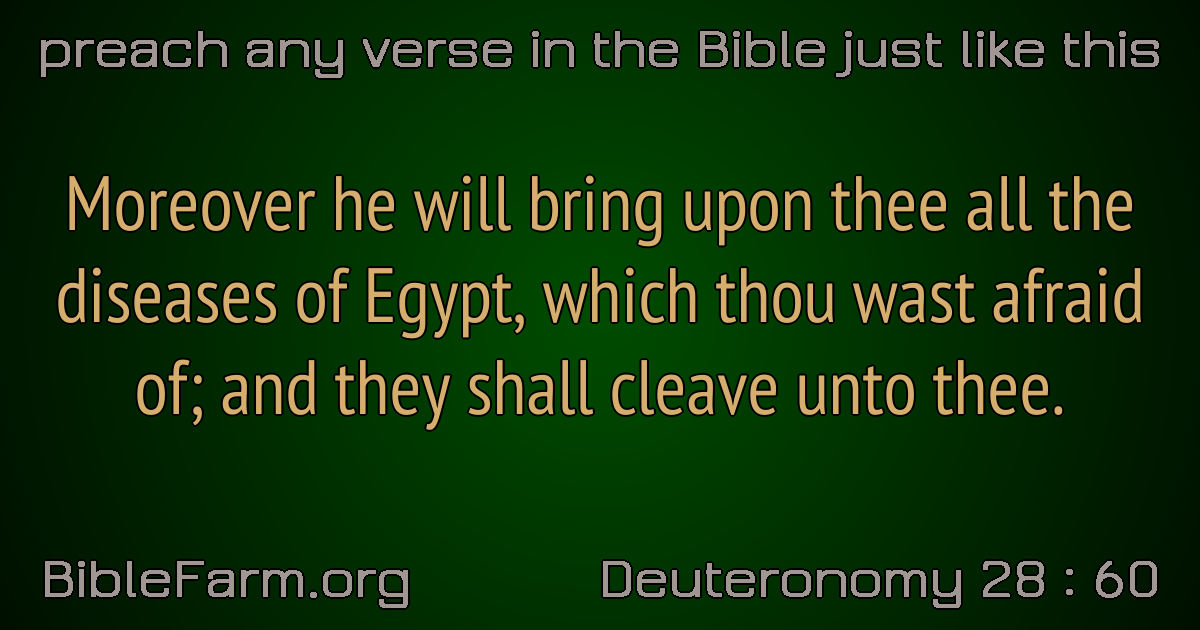 preach any verse in the Bible just like this
Moreover he will bring upon thee all the
diseases of Egypt, which thou wast afraid
of; and they shall cleave unto thee.
BibleFarm.org
Deuteronomy 28 : 60